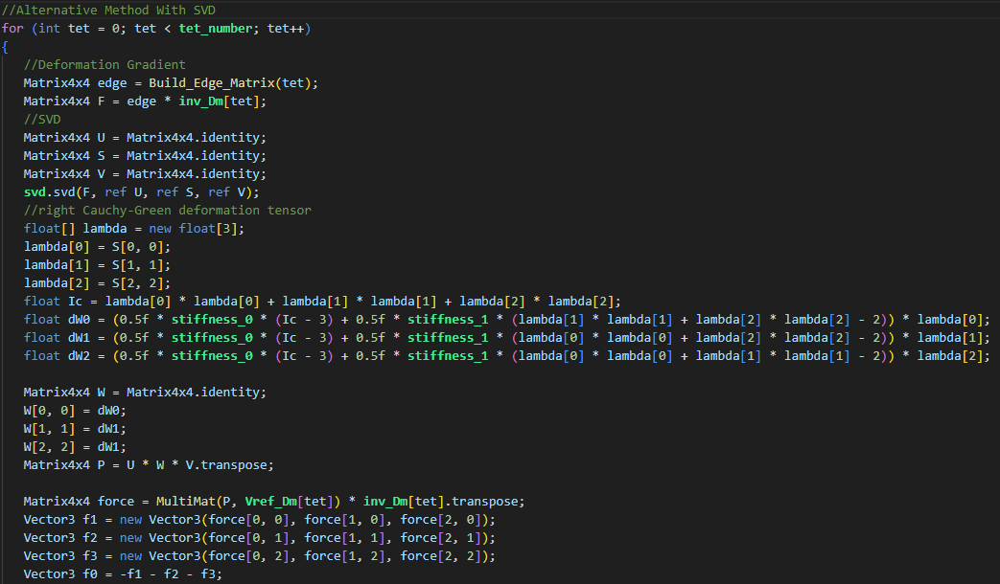 //Alternative Method With SVD
for (int tet = 0; tet < tet_number; tet++)
{
//Deformation Gradient
Matrix4x4 edge = Build_Edge_Matrix(tet);
Matrix4x4 F = edge * inv_Dm[tet];
//SVD
Matrix4x4 U = Matrix4x4.identity;
Matrix4x4 S = Matrix4x4.identity;
Matrix4x4 V = Matrix4x4.identity;
svd.svd(F, ref U, ref S, ref V);
//right Cauchy-Green deformation tensor
float[] lambda = new float[3];
lambda[0] = S[0, 0];
lambda[1] = S[1, 1];
lambda[2] = S[2, 2];
float Ic = lambda[0] * lambda[0] + lambda[1] * lambda[1] + lambda[2] * lambda[2];
float dW0 = (0.5f * stiffness_0 * (Ic - 3) + 0.5f * stiffness_1 * (lambda[1] * lambda[1] + lambda[2] * lambda[2] - 2)) * lambda[0];
float dW1 = (0.5f * stiffness_0 * (Ic - 3) + 0.5f * stiffness_1 * (lambda[0] * lambda[0] + lambda[2] * lambda[2] - 2)) * lambda[1];
float dW2 = (0.5f * stiffness_0 * (Ic - 3) + 0.5f * stiffness_1 * (lambda[0] * lambda[0] + lambda[1] * lambda[1] - 2)) * lambda[2];
Matrix4x4 W = Matrix4x4.identity;
W[0, 0] = dW0;
W[1, 1] = dW1;
W[2, 2] = dW1;
Matrix4x4 P = U * W * V.transpose;
Matrix4x4 force = MultiMat(P, Vref_Dm[tet]) * inv_Dm[tet].transpose;
Vector3 f1 = new Vector3(force[0, 0], force[1, 0], force[2, 0]);
Vector3 f2 = new Vector3(force[0, 1], force[1, 1], force[2, 1]);
Vector3 f3 = new Vector3(force[0, 2], force[1, 2], force[2, 2]);
Vector3 f0 = -f1 - f2 - f3;